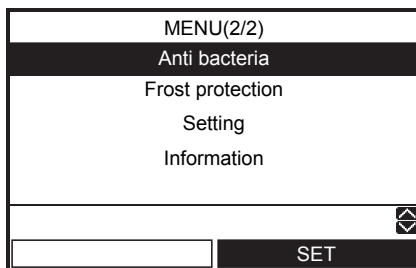 MENU(2/2)
Anti bacteria
Frost protection
Setting
Information
SET